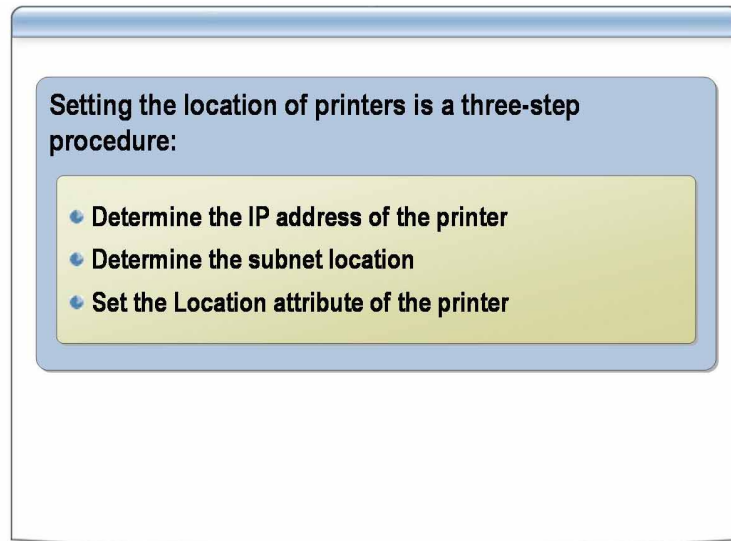 Setting the location of printers is a three-step
procedure:
Determine the IP address of the printer
Determine the subnet location
Set the Location attribute of the printer